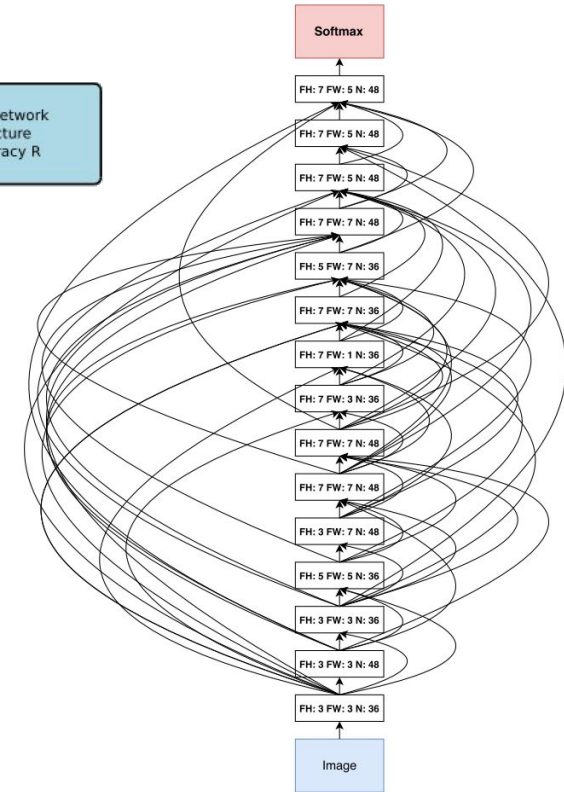 Softmax
FH: 7 FW: 5 N: 48
FH: 7 FW: 5 N: 48
etwork
cture
racy R
FH: 7 FW: 5 N: 48
FH: 7 FW: 7 N: 48
FH: 5 FW: 7 N: 36
FH: 7 FW: 7 N: 36
FH: 7 FW: 1 N: 36
FH: 7 FW: 3 N: 36
FH: 7 FW: 7 N: 48
FH: 7 FW: 7 N: 48
FH: 3 FW: 7 N: 48
FH: 5 FW: 5 N: 36
FH: 3 FW: 3 N: 36
FH: 3 FW: 3 N: 48
FH: 3 FW: 3 N: 36
Image